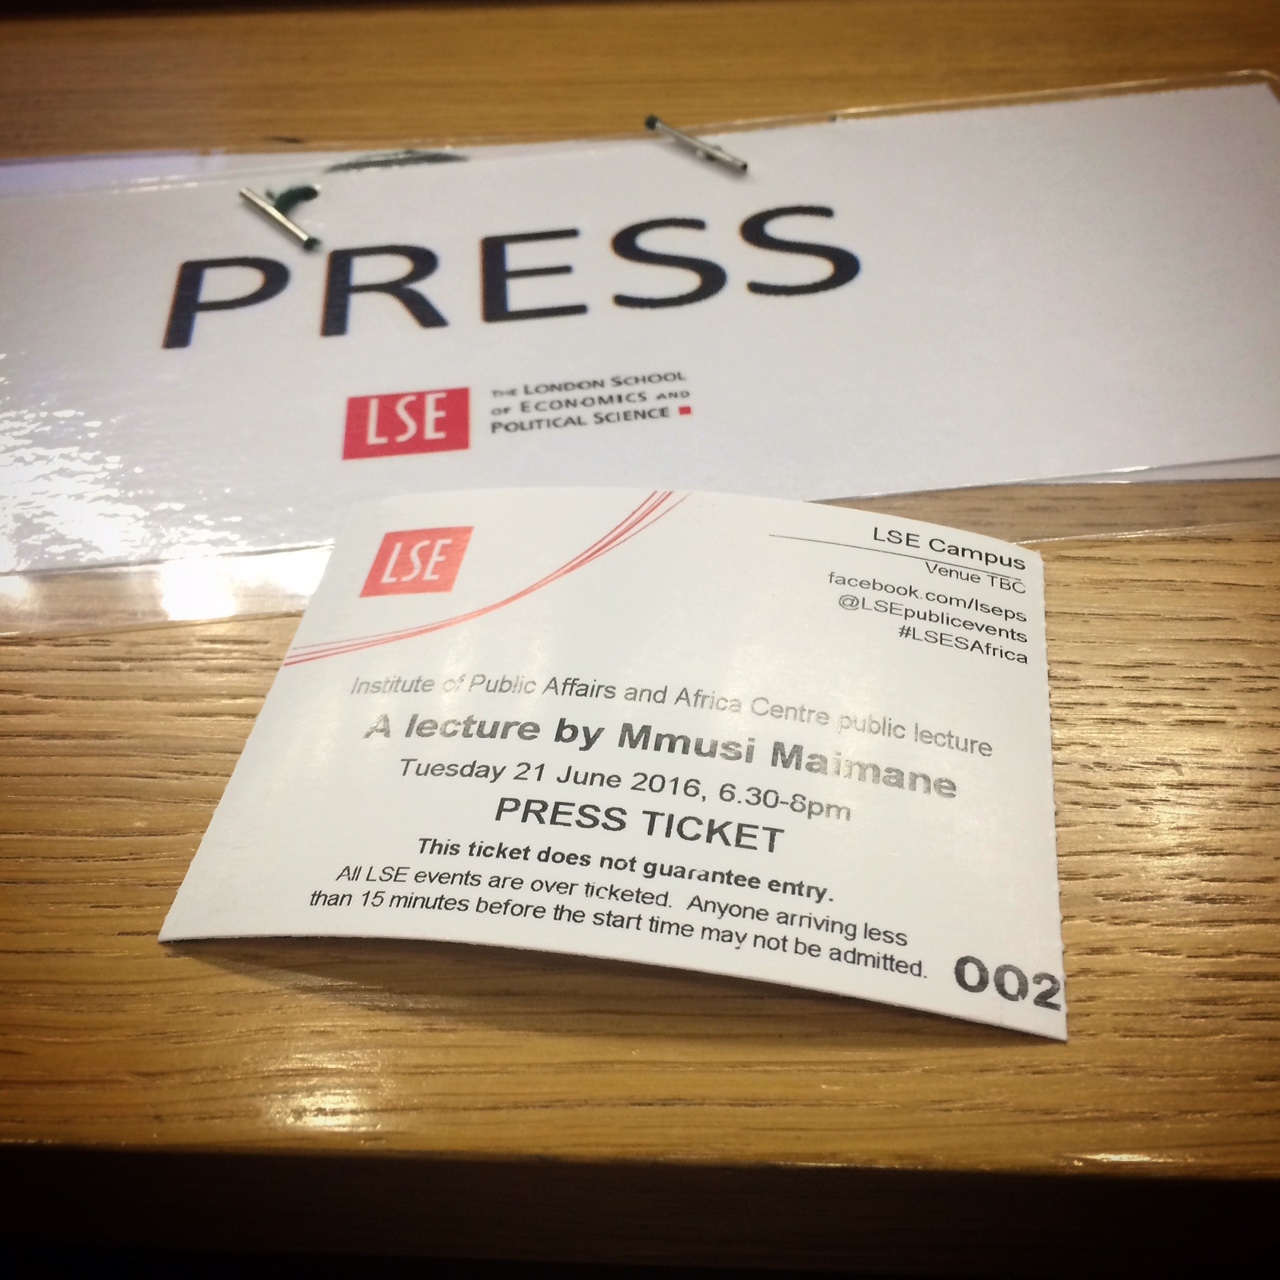 PRESS
LSE
THE LONDON SCHOOL
OF ECONOMICS AND
POLITICAL SCIENCE
LSE
LSE Campus
Venue TBC
facebook.com/lseps
@LSEpublicevents
#LSESAfrica
Institute of Public Affairs and Africa Centre public lecture
A lecture by Mmusi Maimane
Tuesday 21 June 2016, 6.30-8pm
PRESS TICKET
This ticket does not guarantee entry.
All LSE events are over ticketed. Anyone arriving less
than 15 minutes before the start time may not be admitted.
002